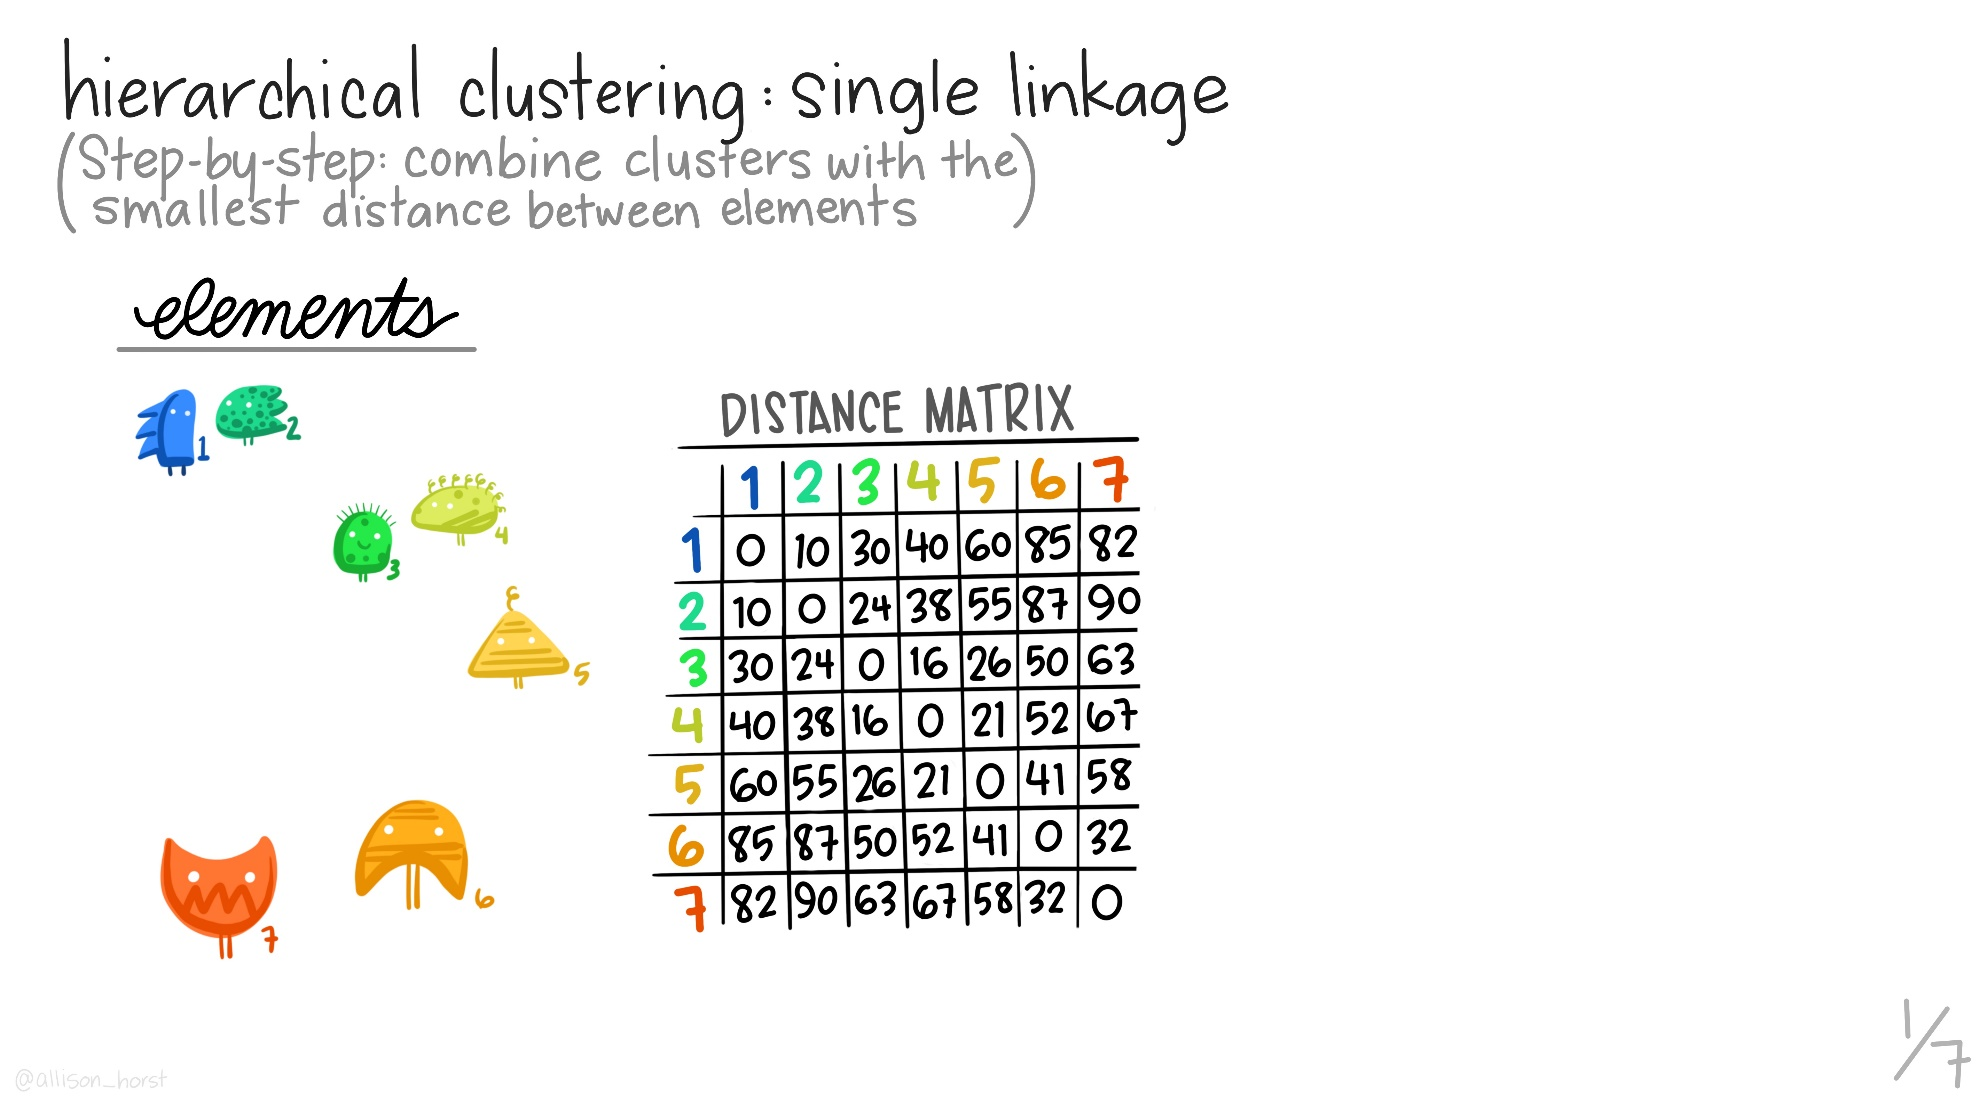 hierarchical clustering: single linkage
(Step-by-step: combine clusters with the
smallest distance between elements)
elements
1
2
3
4
5
6
7
DISTANCE MATRIX
1 2 3 4 5 6 7
1 0 10 30 40 60 85 82
2 10 0 24 38 55 87 90
3 30 24 0 16 26 50 63
4 40 38 16 0 21 52 67
5 60 55 26 21 0 41 58
6 85 87 50 52 41 0 32
7 82 90 63 67 58 32 0
@allison_horst
1/7